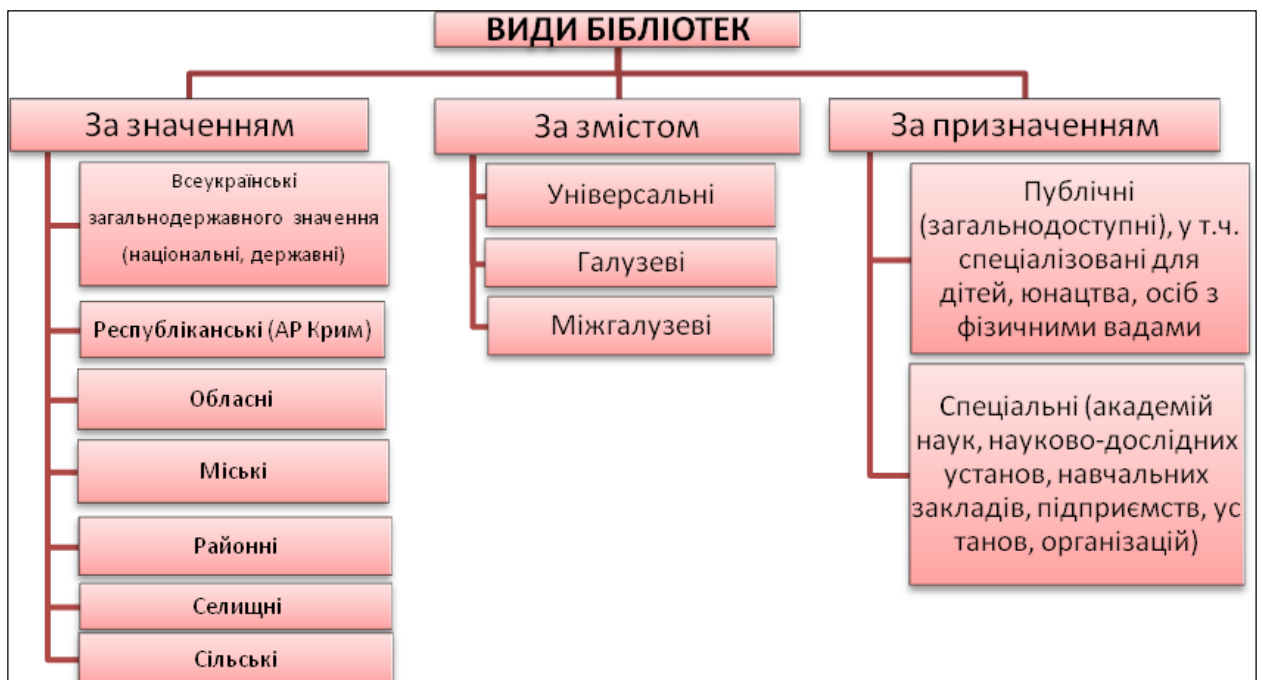 ВИДИ БІБЛІОТЕК
За значенням
Всеукраїнські
загальнодержавного значення
(національні, державні)
Республіканські (АР Крим)
Обласні
Міські
Районні
Селищні
Сільські
За змістом
Універсальні
Галузеві
Міжгалузеві
За призначенням
Публічні
(загальнодоступні), у т.ч.
спеціалізовані для
дітей, юнацтва, осіб з
фізичними вадами
Спеціальні (академій
наук, науково-дослідних
установ, навчальних
закладів, підприємств, ус
танов, організацій)